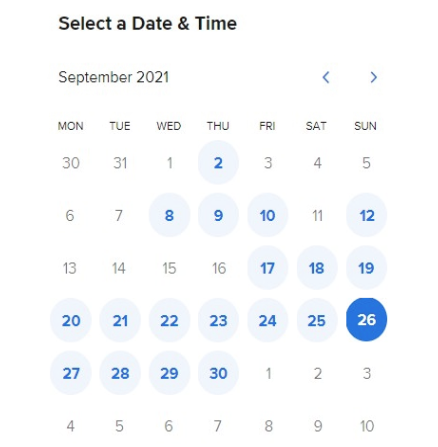 Select a Date & Time
September 2021
MON TUE WED THU FRI SAT SUN
30 31 1 2 3 4 5
6 7 8 9 10 11 12
13 14 15 16 17 18 19
20 21 22 23 24 25 26
27 28 29 30 1 2 3
4 5 6 7 8 9 10